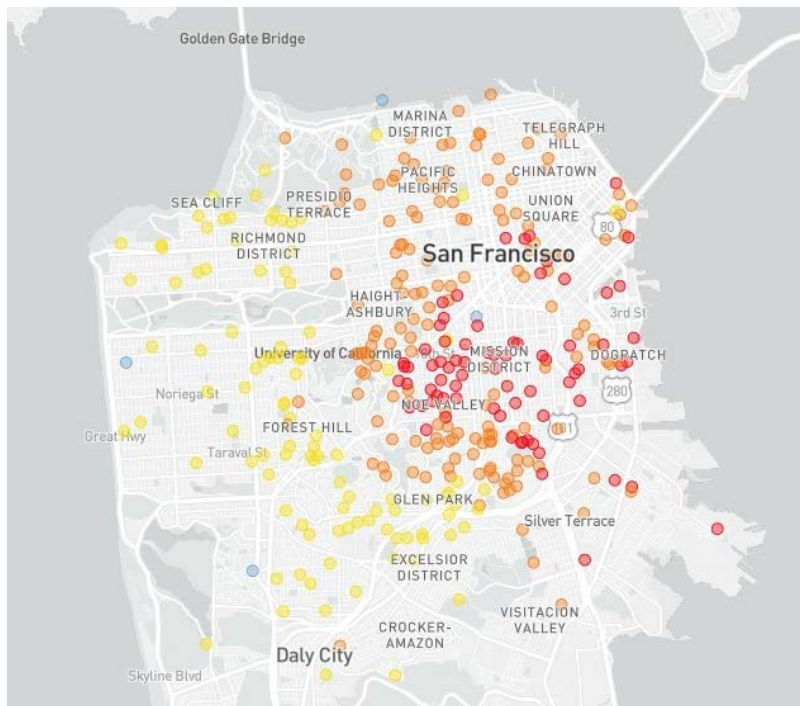 Golden Gate Bridge
MARINA
DISTRICT
TELEGRAPH
HILL
PACIFIC
HEIGHTS
CHINATOWN
SEA CLIFF
PRESIDIO
TERRACE
UNION
SQUARE
80
RICHMOND
DISTRICT
San Francisco
HAIGHT-
ASHBURY
3rd St
University of California
MISSION
DISTRICT
DOGPATCH
Noriega St
280
NOE VALLEY
Great Hwy
FOREST HILL
101
Taraval St
GLEN PARK
Silver Terrace
EXCELSIOR
DISTRICT
VISITACION
VALLEY
CROCKER-
AMAZON
Daly City
Skyline Blvd